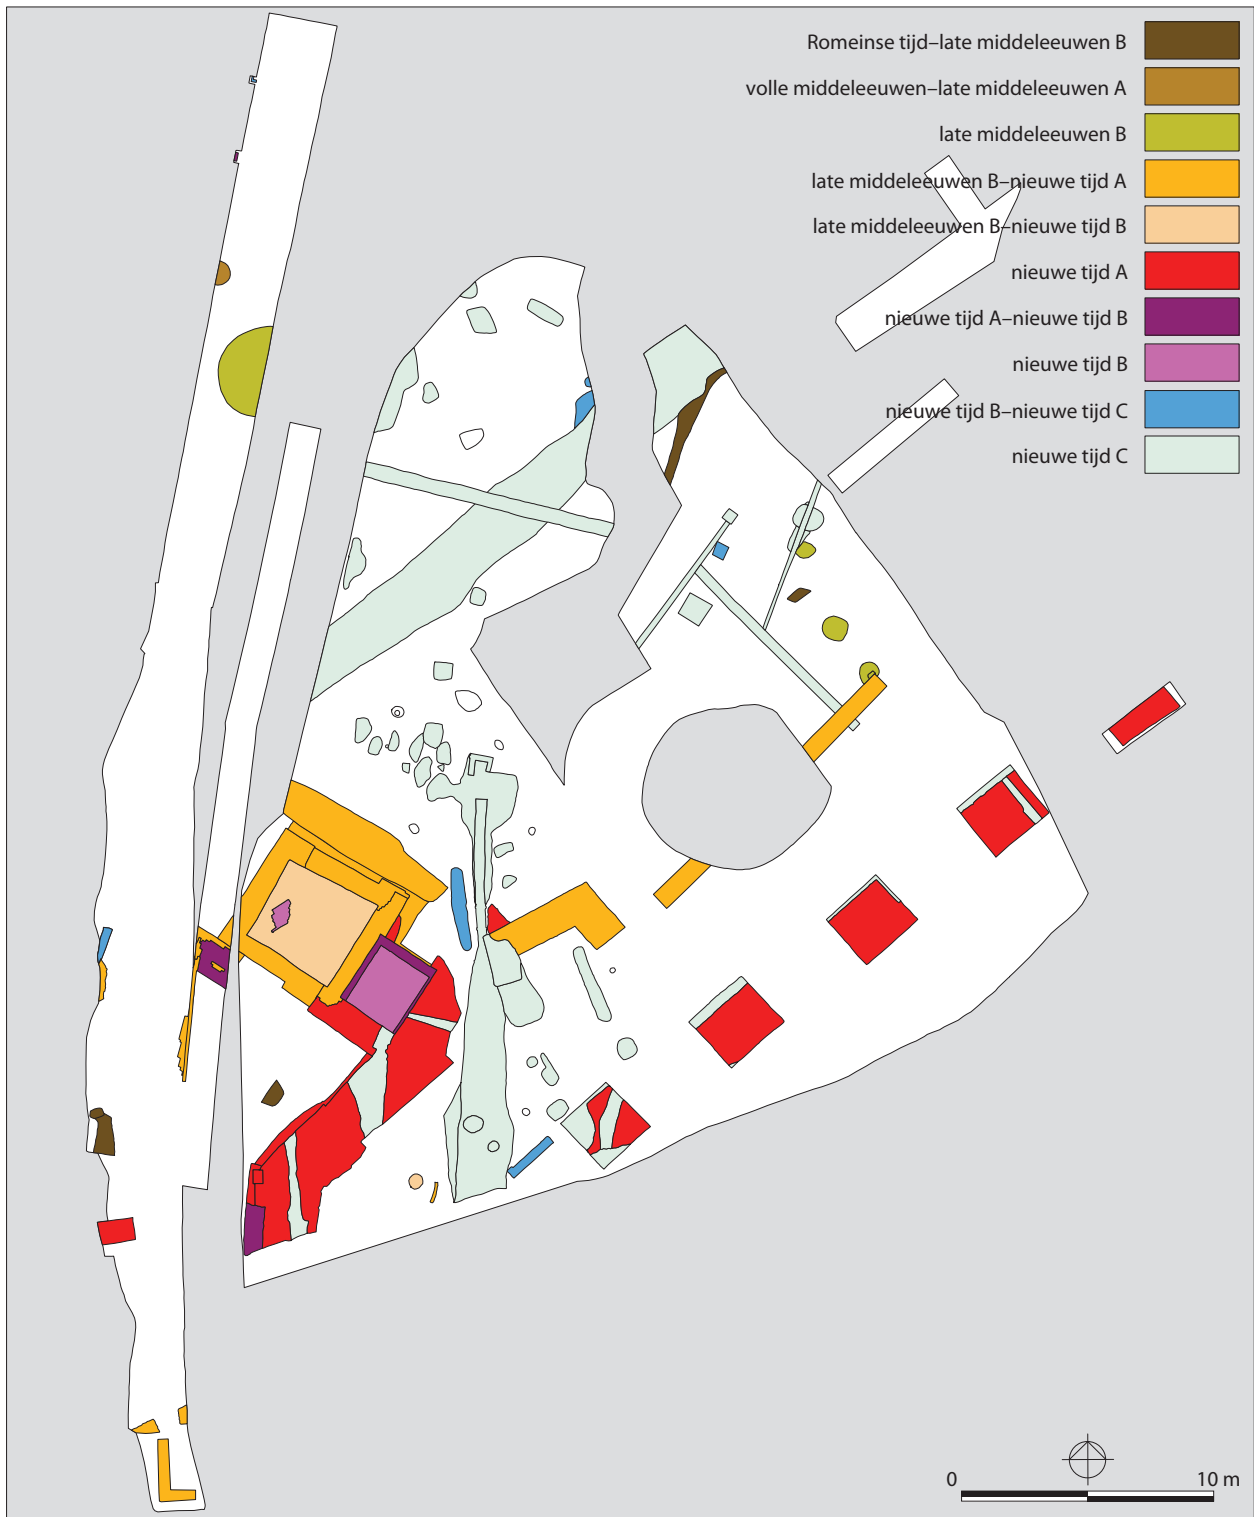 Romeinse tijd–late middeleeuwen B
volle middeleeuwen–late middeleeuwen A
late middeleeuwen B
late middeleeuwen B–nieuwe tijd A
late middeleeuwen B–nieuwe tijd B
nieuwe tijd A
nieuwe tijd A–nieuwe tijd B
nieuwe tijd B
nieuwe tijd B–nieuwe tijd C
nieuwe tijd C
0 10 m